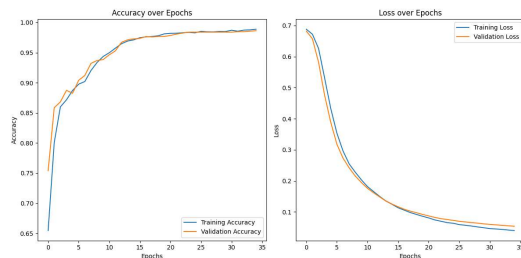 Accuracy over Epochs
1.00
0.95
0.90
0.85
0.80
0.75
0.70
0.65
Accuracy
0 5 10 15 20 25 30 35
Epochs
Training Accuracy
Validation Accuracy
Loss over Epochs
0.7
0.6
0.5
0.4
0.3
0.2
0.1
Loss
0 5 10 15 20 25 30 35
Epochs
Training Loss
Validation Loss